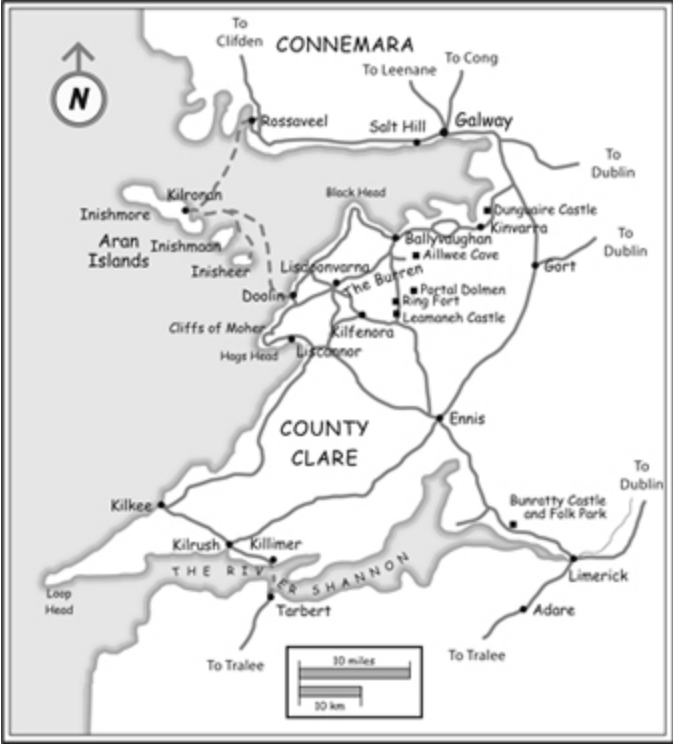 To
Clifden
CONNEMARA
To Cong
To Leenane
N
Rossaveel
Salt Hill
Galway
To
Dublin
Kilronan
Black Head
Inishmore
Dunguaire Castle
Kinvarra
To
Dublin
Aran
Islands
Inishmaan
Ballyvaughan
Aillwee Cave
Inisheer
Lisdoonvarna
The Burren
Gort
Doolin
Portal Dolmen
Ring Fort
Leamaneh Castle
Cliffs of Moher
Kilfenora
Hags Head
Liscannor
Ennis
COUNTY
CLARE
To
Dublin
Bunratty Castle
and Folk Park
Kilkee
Kilrush
Killimer
THE RIVER SHANNON
Limerick
Loop
Head
Tarbert
Adare
To Tralee
To Tralee
10 miles
10 km